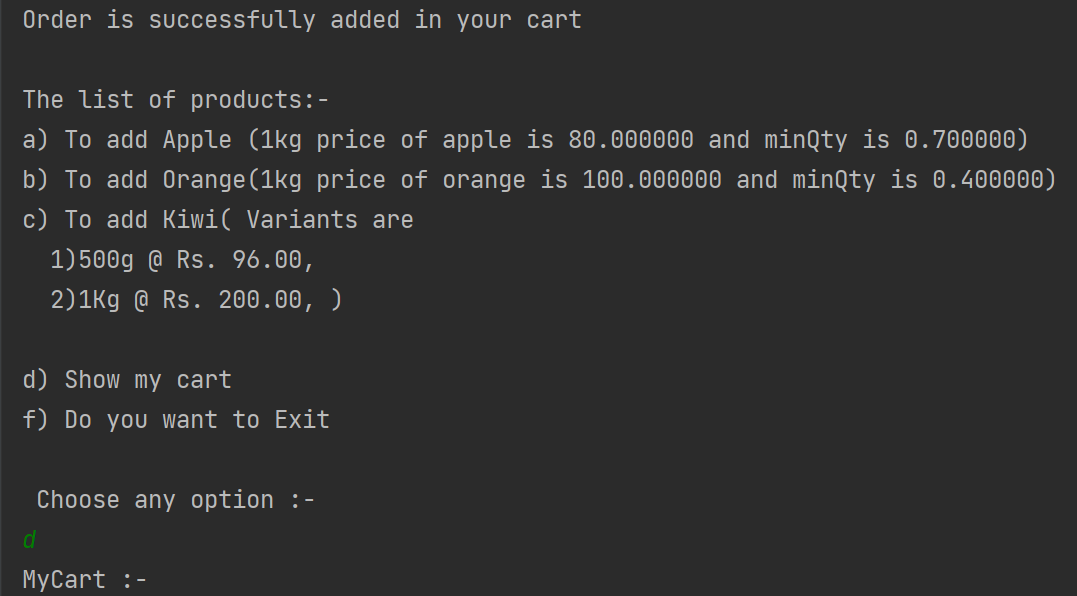 Order is successfully added in your cart
The list of products:-
a) To add Apple (1kg price of apple is 80.000000 and minQty is 0.700000)
b) To add Orange(1kg price of orange is 100.000000 and minQty is 0.400000)
c) To add Kiwi( Variants are
1)500g @ Rs. 96.00,
2)1Kg @ Rs. 200.00, )
d) Show my cart
f) Do you want to Exit
Choose any option :-
d
MyCart :-